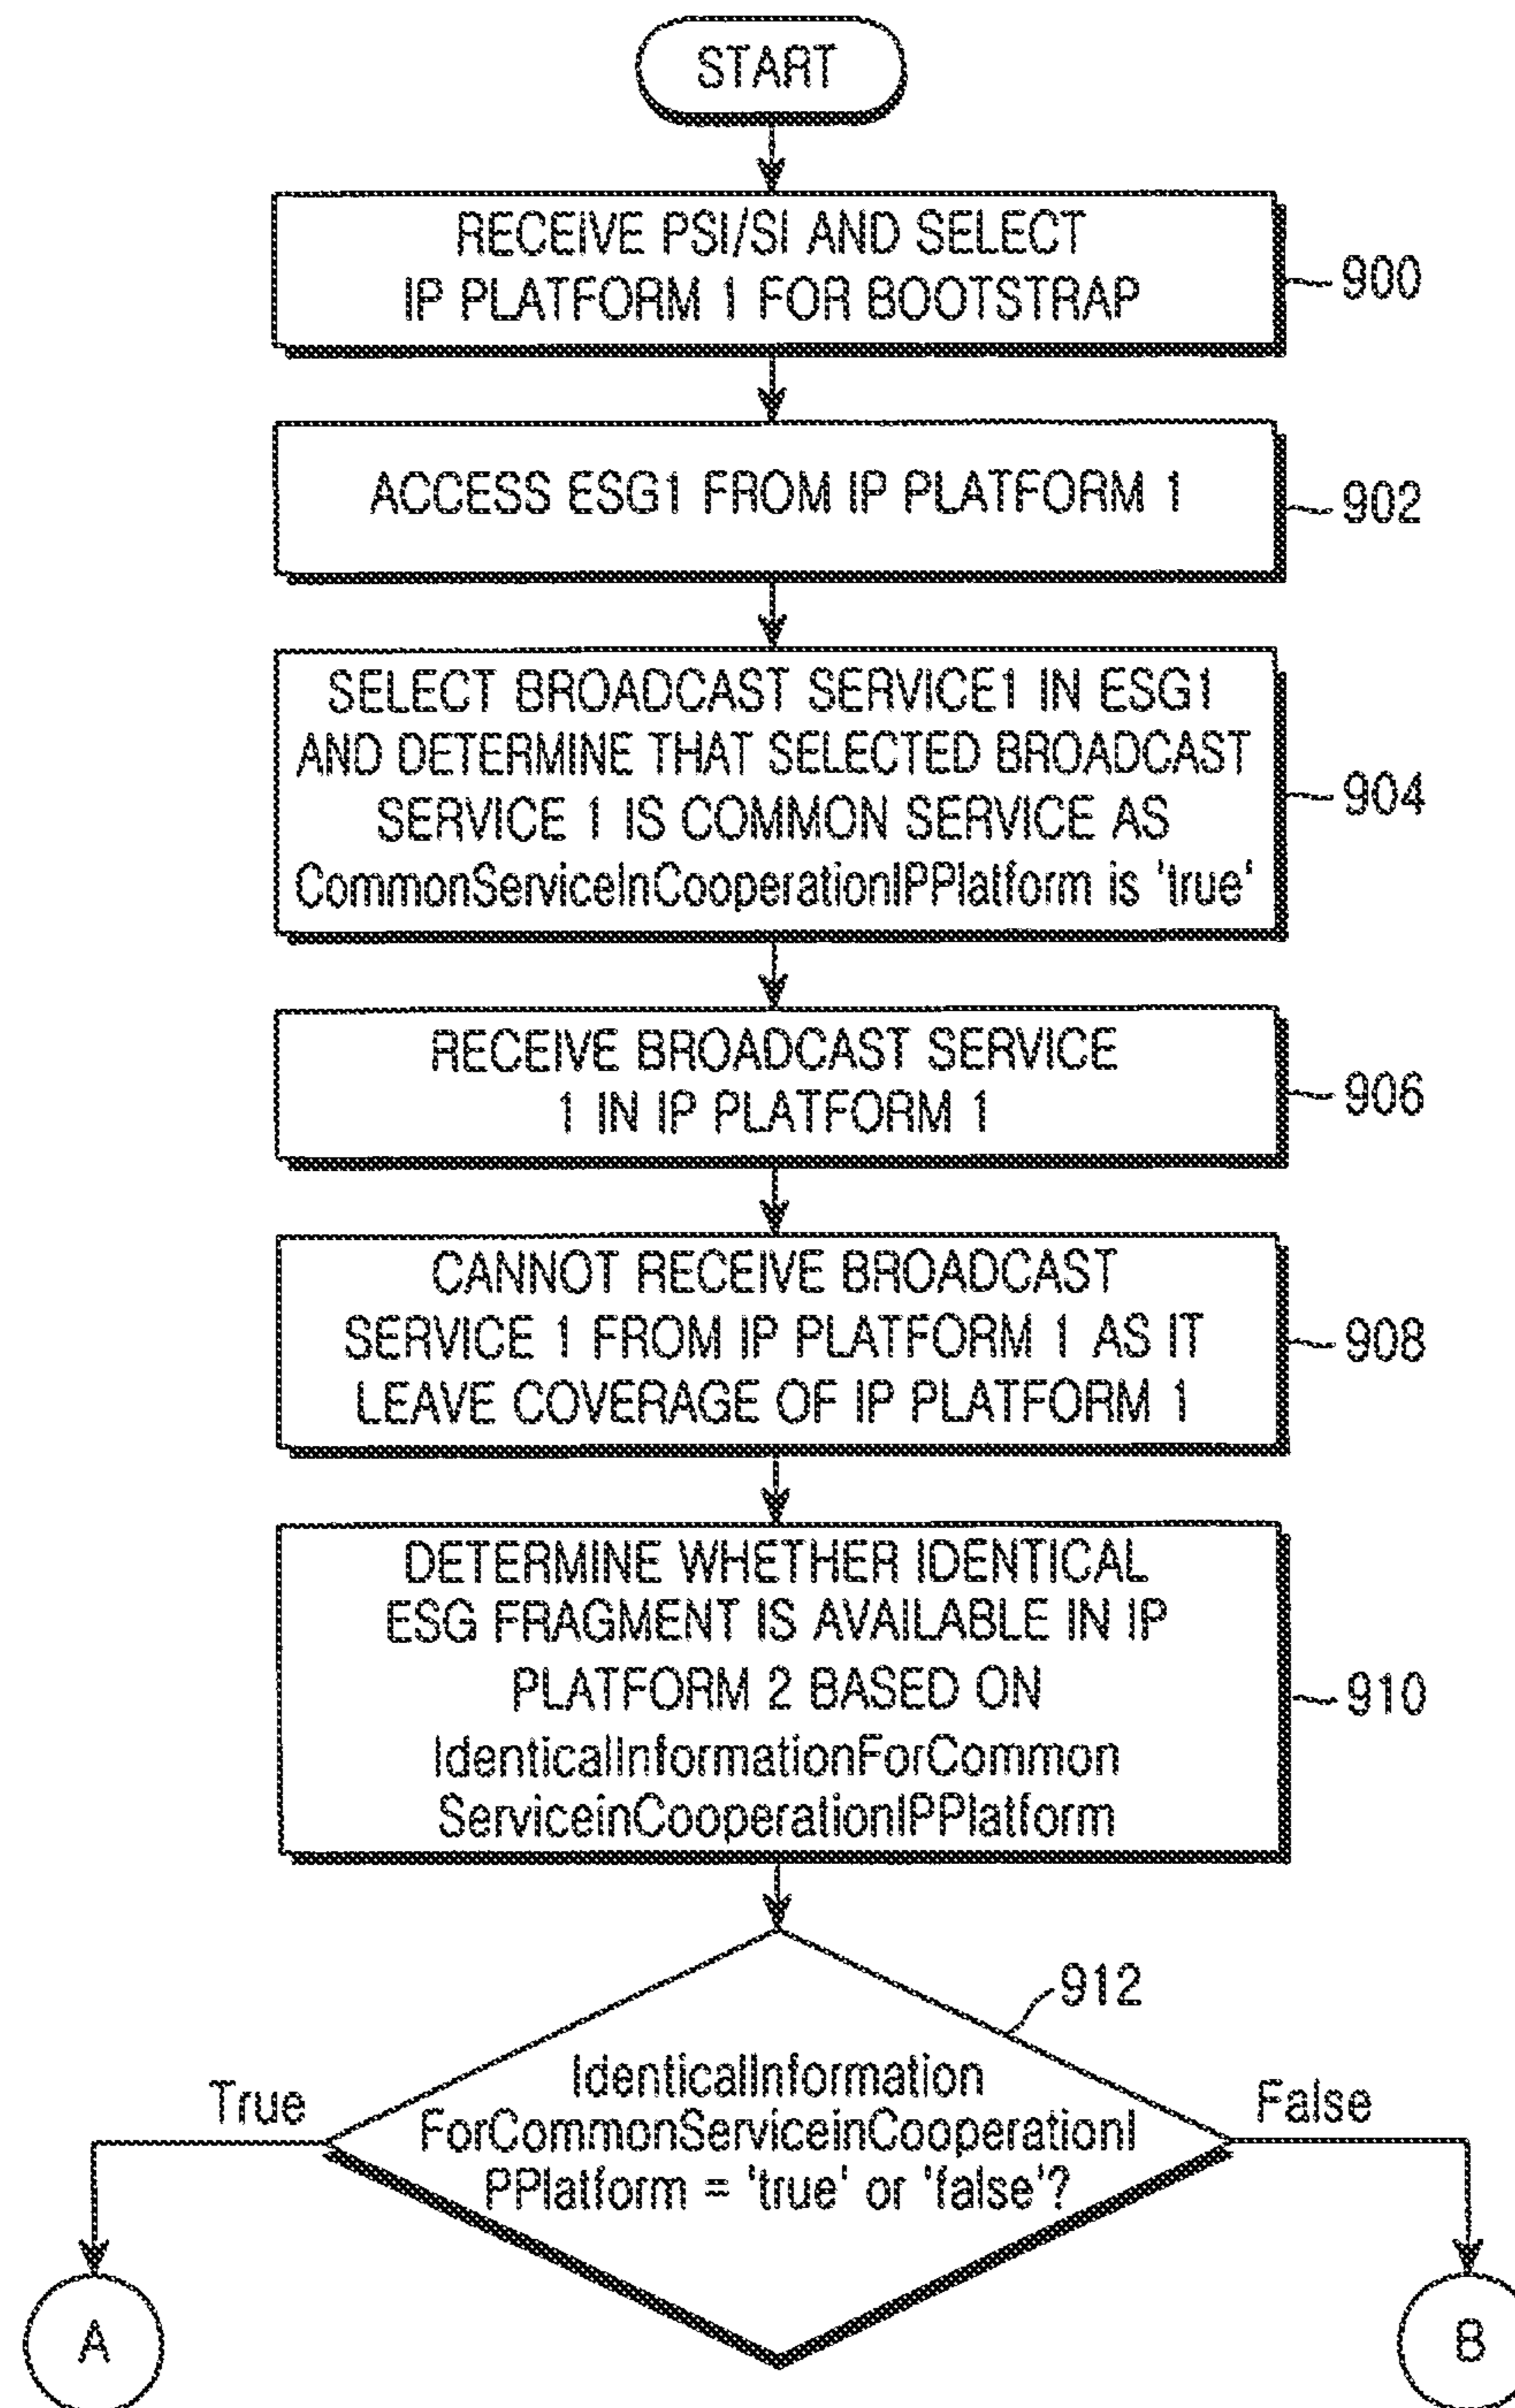 START
RECEIVE PSI/SI AND SELECT
IP PLATFORM 1 FOR BOOTSTRAP
900
ACCESS ESG1 FROM IP PLATFORM 1
902
SELECT BROADCAST SERVICE1 IN ESG1
AND DETERMINE THAT SELECTED BROADCAST
SERVICE 1 IS COMMON SERVICE AS
CommonServiceInCooperationIPPlatform is 'true'
904
RECEIVE BROADCAST SERVICE
1 IN IP PLATFORM 1
906
CANNOT RECEIVE BROADCAST
SERVICE 1 FROM IP PLATFORM 1 AS IT
LEAVE COVERAGE OF IP PLATFORM 1
908
DETERMINE WHETHER IDENTICAL
ESG FRAGMENT IS AVAILABLE IN IP
PLATFORM 2 BASED ON
IdenticalInformationForCommon
ServiceinCooperationIPPlatform
910
912
IdenticalInformation
ForCommonServiceinCooperationI
PPlatform = 'true' or 'false'?
True
False
A
B